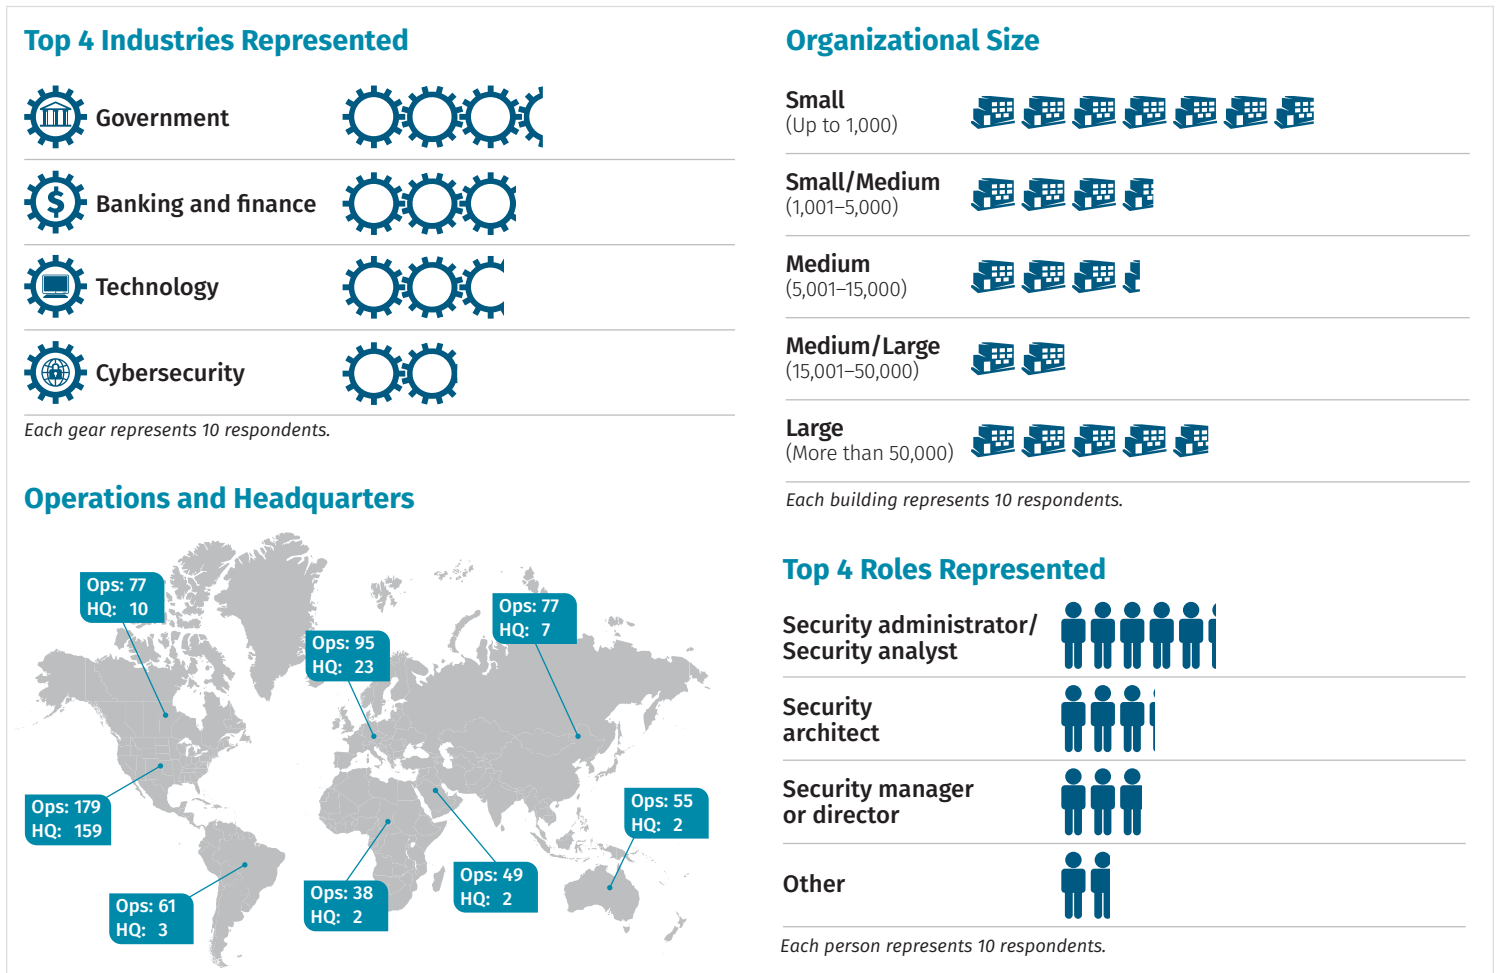 Top 4 Industries Represented
Government
$
Banking and finance
Technology
Cybersecurity
Each gear represents 10 respondents.
Operations and Headquarters
Ops: 77
HQ: 10
Ops: 95
HQ: 23
Ops: 77
HQ: 7
Ops: 179
HQ: 159
Ops: 55
HQ: 2
Ops: 49
HQ: 2
Ops: 38
HQ: 2
Ops: 61
HQ: 3
Organizational Size
Small
(Up to 1,000)
Small/Medium
(1,001–5,000)
Medium
(5,001–15,000)
Medium/Large
(15,001–50,000)
Large
(More than 50,000)
Each building represents 10 respondents.
Top 4 Roles Represented
Security administrator/
Security analyst
Security
architect
Security manager
or director
Other
Each person represents 10 respondents.